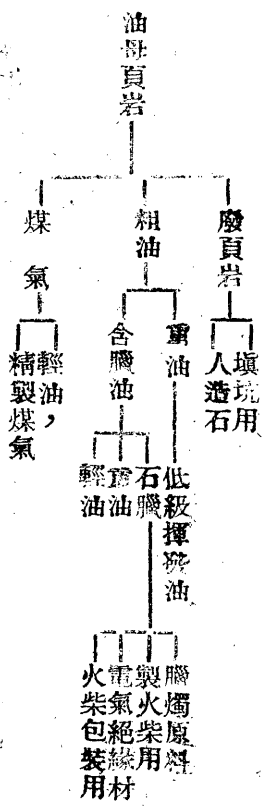 油母頁岩
廢頁岩
粗油
煤氣
塡坑用
人造石
重油
含臘油
輕油，
精製煤氣
低級揮發油
石臘
重油
輕油
臘燭原料
製火柴用
電氣絕緣材
火柴包裝用